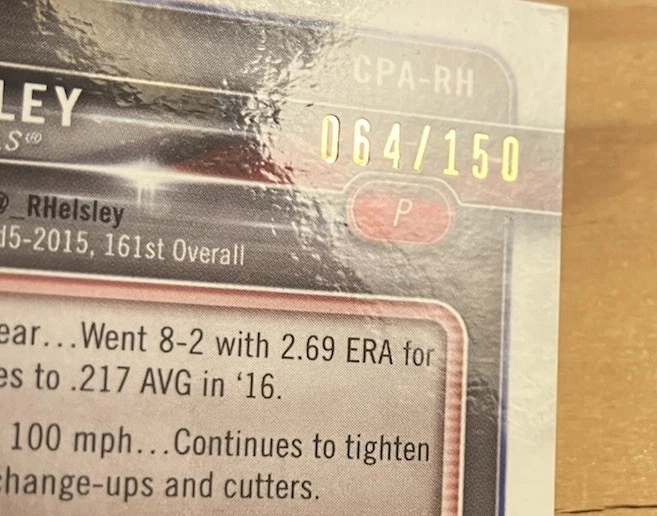 CPA-RH
LEY
064/150
S®
P
@_RHelsley
d5-2015, 161st Overall
ear...Went 8-2 with 2.69 ERA for
es to .217 AVG in '16.
100 mph...Continues to tighten
change-ups and cutters.